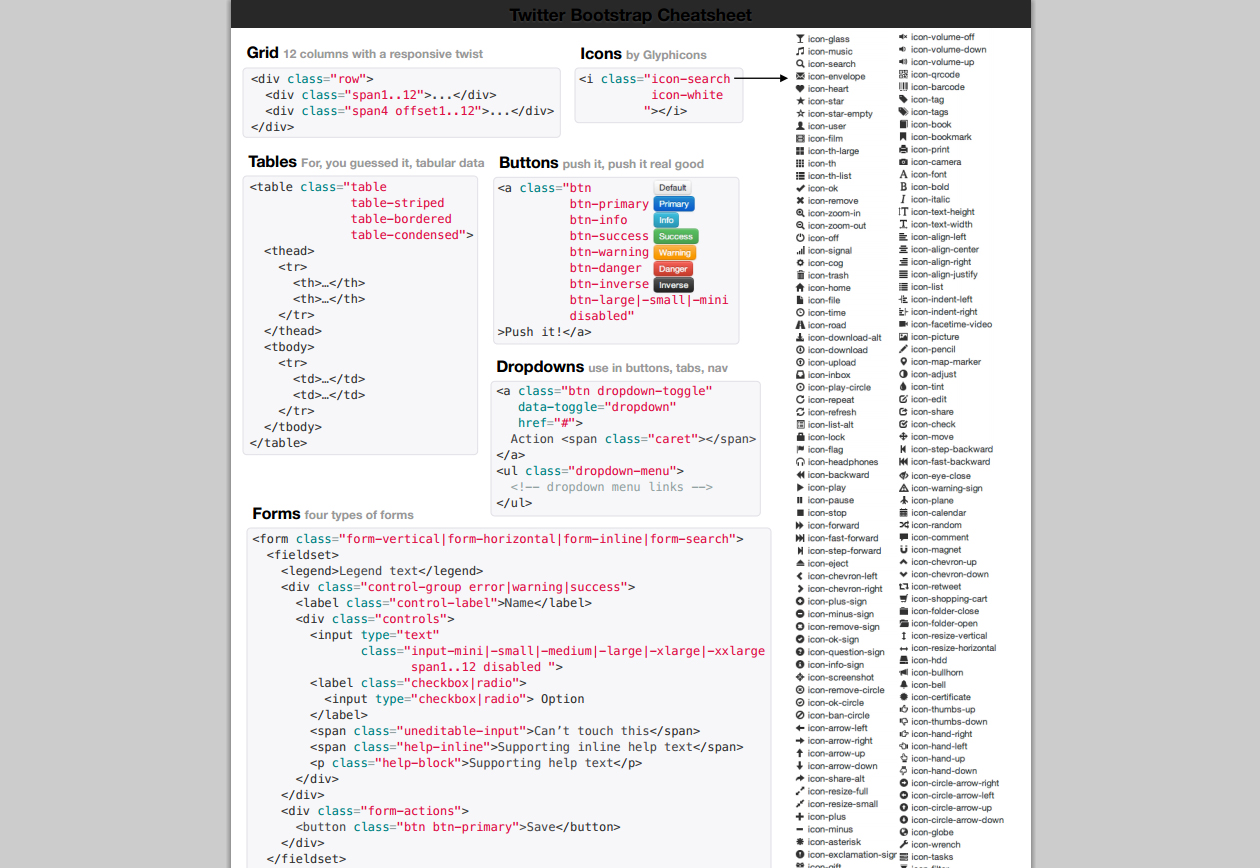 Twitter Bootstrap Cheatsheet
Grid 12 columns with a responsive twist
<div class="row">
<div class="span1..12">...</div>
<div class="span4 offset1..12">...</div>
</div>
Icons by Glyphicons
<i class="icon-search
icon-white
"></i>
Tables For, you guessed it, tabular data
<table class="table
table-striped
table-bordered
table-condensed">
<thead>
<tr>
<th>…</th>
<th>…</th>
</tr>
</thead>
<tbody>
<tr>
<td>…</td>
<td>…</td>
</tr>
</tbody>
</table>
Buttons push it, push it real good
<a class="btn Default
btn-primary Primary
btn-info Info
btn-success Success
btn-warning Warning
btn-danger Danger
btn-inverse Inverse
btn-large|-small|-mini
disabled"
>Push it!</a>
Dropdowns use in buttons, tabs, nav
<a class="btn dropdown-toggle"
data-toggle="dropdown"
href="#">
Action <span class="caret"></span>
</a>
<ul class="dropdown-menu">
<!-- dropdown menu links -->
</ul>
Forms four types of forms
<form class="form-vertical|form-horizontal|form-inline|form-search">
<fieldset>
<legend>Legend text</legend>
<div class="control-group error|warning|success">
<label class="control-label">Name</label>
<div class="controls">
<input type="text"
class="input-mini|-small|-medium|-large|-xlarge|-xxlarge
span1..12 disabled ">
<label class="checkbox|radio">
<input type="checkbox|radio"> Option
</label>
<span class="uneditable-input">Can’t touch this</span>
<span class="help-inline">Supporting inline help text</span>
<p class="help-block">Supporting help text</p>
</div>
</div>
<div class="form-actions">
<button class="btn btn-primary">Save</button>
</div>
</fieldset>
icon-glass
icon-music
icon-search
icon-envelope
icon-heart
icon-star
icon-star-empty
icon-user
icon-film
icon-th-large
icon-th
icon-th-list
icon-ok
icon-remove
icon-zoom-in
icon-zoom-out
icon-off
icon-signal
icon-cog
icon-trash
icon-home
icon-file
icon-time
icon-road
icon-download-alt
icon-download
icon-upload
icon-inbox
icon-play-circle
icon-repeat
icon-refresh
icon-list-alt
icon-lock
icon-flag
icon-headphones
icon-backward
icon-play
icon-pause
icon-stop
icon-forward
icon-fast-forward
icon-step-forward
icon-eject
icon-chevron-left
icon-chevron-right
icon-plus-sign
icon-minus-sign
icon-remove-sign
icon-ok-sign
icon-question-sign
icon-info-sign
icon-screenshot
icon-remove-circle
icon-ok-circle
icon-ban-circle
icon-arrow-left
icon-arrow-right
icon-arrow-up
icon-arrow-down
icon-share-alt
icon-resize-full
icon-resize-small
icon-plus
icon-minus
icon-asterisk
icon-exclamation-sign
icon-gift
icon-volume-off
icon-volume-down
icon-volume-up
icon-qrcode
icon-barcode
icon-tag
icon-tags
icon-book
icon-bookmark
icon-print
icon-camera
icon-font
icon-bold
icon-italic
icon-text-height
icon-text-width
icon-align-left
icon-align-center
icon-align-right
icon-align-justify
icon-list
icon-indent-left
icon-indent-right
icon-facetime-video
icon-picture
icon-pencil
icon-map-marker
icon-adjust
icon-tint
icon-edit
icon-share
icon-check
icon-move
icon-step-backward
icon-fast-backward
icon-eye-close
icon-warning-sign
icon-plane
icon-calendar
icon-random
icon-comment
icon-magnet
icon-chevron-up
icon-chevron-down
icon-retweet
icon-shopping-cart
icon-folder-close
icon-folder-open
icon-resize-vertical
icon-resize-horizontal
icon-hdd
icon-bullhorn
icon-bell
icon-certificate
icon-thumbs-up
icon-thumbs-down
icon-hand-right
icon-hand-left
icon-hand-up
icon-hand-down
icon-circle-arrow-right
icon-circle-arrow-left
icon-circle-arrow-up
icon-circle-arrow-down
icon-globe
icon-wrench
icon-tasks